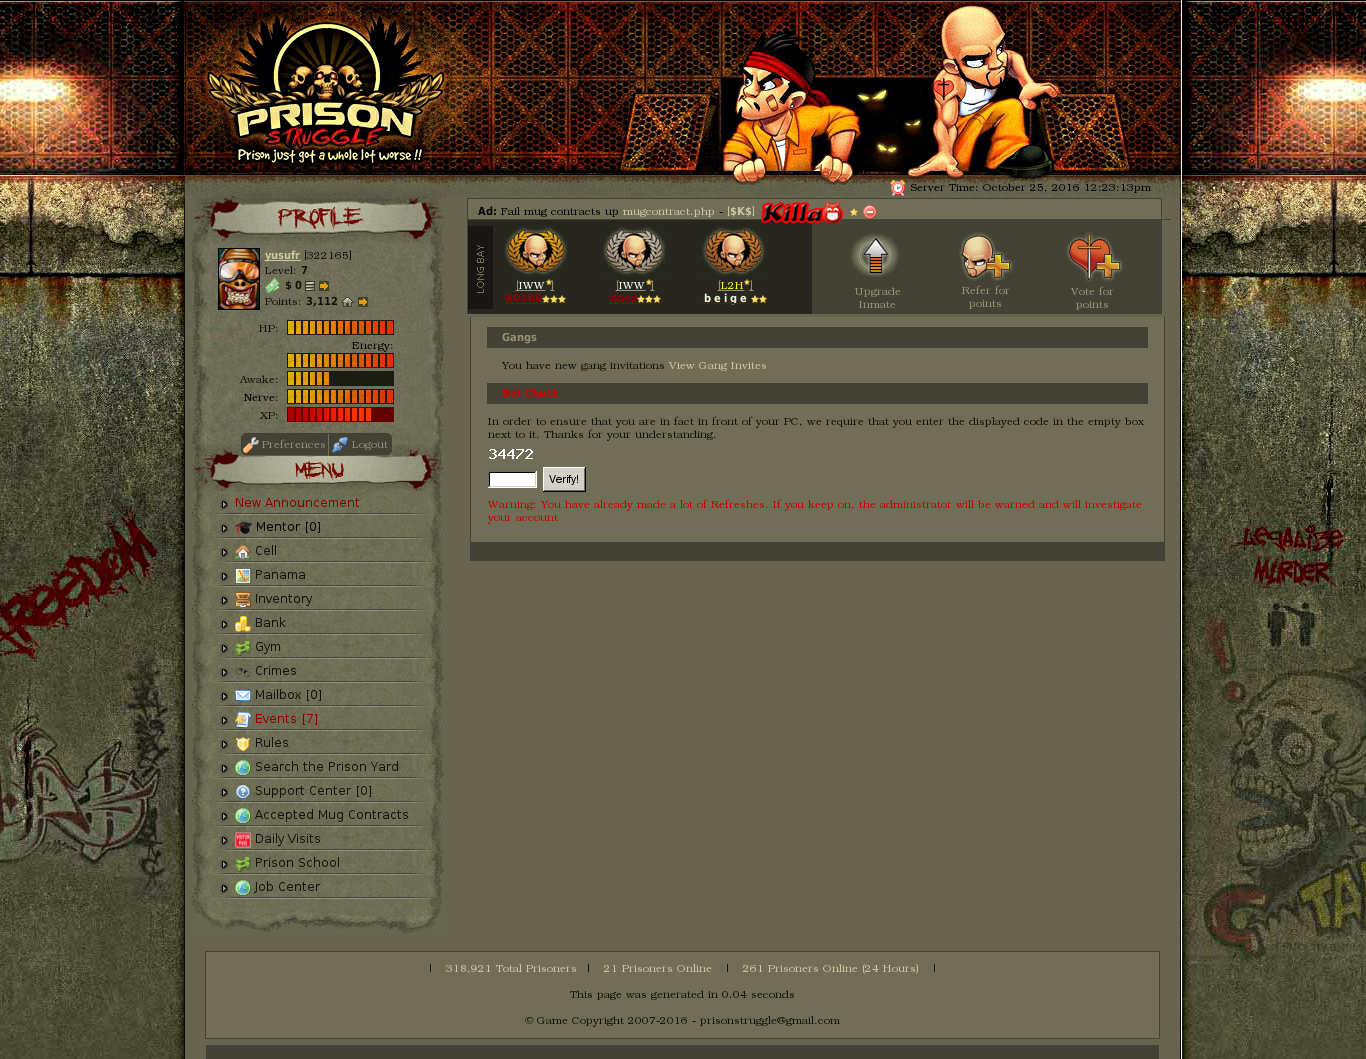 PRISON
STRUGGLE
Prison just got a whole lot worse !!
Server Time: October 25, 2016 12:23:13pm
PROFILE
yusufr [322165]
Level: 7
$ 0
Points: 3,112
HP:
Energy:
Awake:
Nerve:
XP:
Preferences
Logout
MENU
New Announcement
Mentor [0]
Cell
Panama
Inventory
Bank
Gym
Crimes
Mailbox [0]
Events [7]
Rules
Search the Prison Yard
Support Center [0]
Accepted Mug Contracts
Daily Visits
Prison School
Job Center
Ad: Fail mug contracts up mugcontract.php - [$K$] Killa
LONG BAY
[IWW*]
[IWW*]
[L2H*]
beige
Upgrade
Inmate
Refer for
points
Vote for
points
Gangs
You have new gang invitations View Gang Invites
Bot Check
In order to ensure that you are in fact in front of your PC, we require that you enter the displayed code in the empty box
next to it. Thanks for your understanding.
34472
Verify!
Warning: You have already made a lot of Refreshes. If you keep on, the administrator will be warned and will investigate
your account
FREEDOM
LEGALIZE
MURDER
318,921 Total Prisoners
21 Prisoners Online
261 Prisoners Online (24 Hours)
This page was generated in 0.04 seconds
© Game Copyright 2007-2016 - prisonstruggle@gmail.com